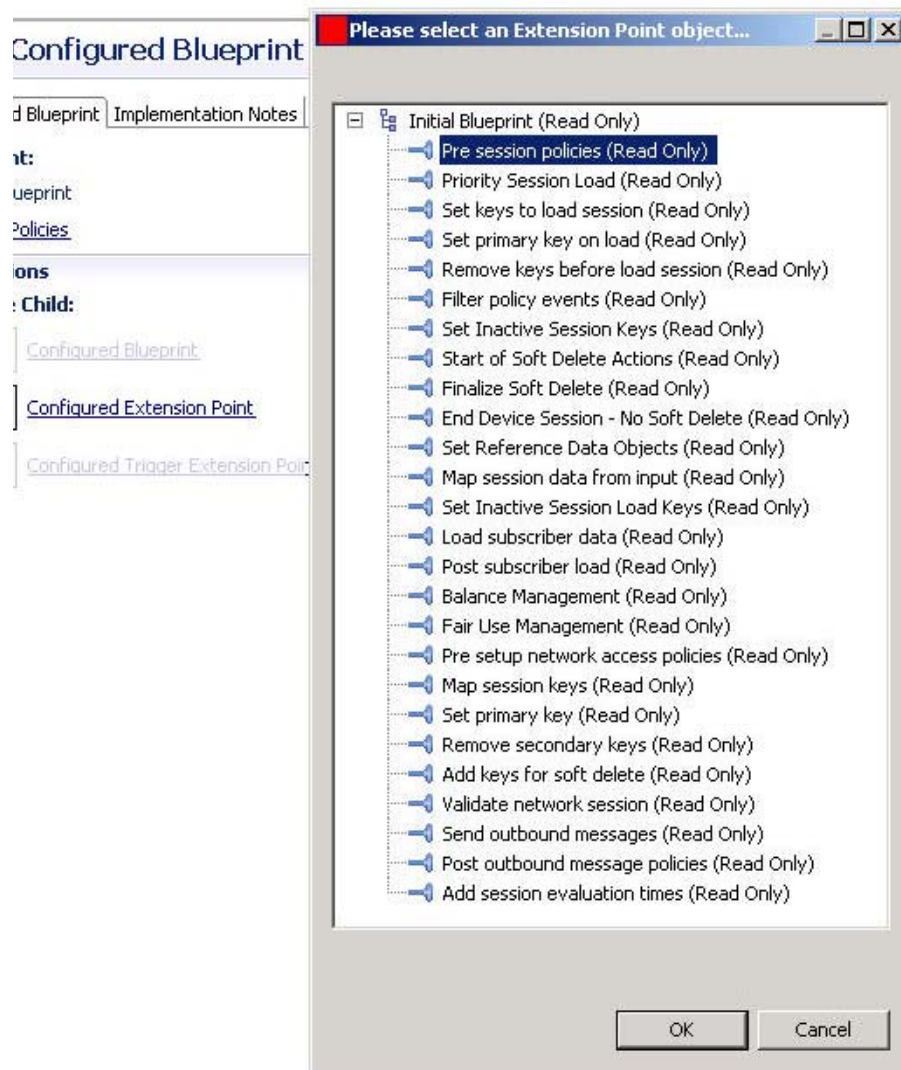 Configured Blueprint
d Blueprint Implementation Notes
nt:
ueprint
Policies
ons
e Child:
Configured Blueprint
Configured Extension Point
Configured Trigger Extension Poin
Please select an Extension Point object...
Initial Blueprint (Read Only)
Pre session policies (Read Only)
Priority Session Load (Read Only)
Set keys to load session (Read Only)
Set primary key on load (Read Only)
Remove keys before load session (Read Only)
Filter policy events (Read Only)
Set Inactive Session Keys (Read Only)
Start of Soft Delete Actions (Read Only)
Finalize Soft Delete (Read Only)
End Device Session - No Soft Delete (Read Only)
Set Reference Data Objects (Read Only)
Map session data from input (Read Only)
Set Inactive Session Load Keys (Read Only)
Load subscriber data (Read Only)
Post subscriber load (Read Only)
Balance Management (Read Only)
Fair Use Management (Read Only)
Pre setup network access policies (Read Only)
Map session keys (Read Only)
Set primary key (Read Only)
Remove secondary keys (Read Only)
Add keys for soft delete (Read Only)
Validate network session (Read Only)
Send outbound messages (Read Only)
Post outbound message policies (Read Only)
Add session evaluation times (Read Only)
OK
Cancel